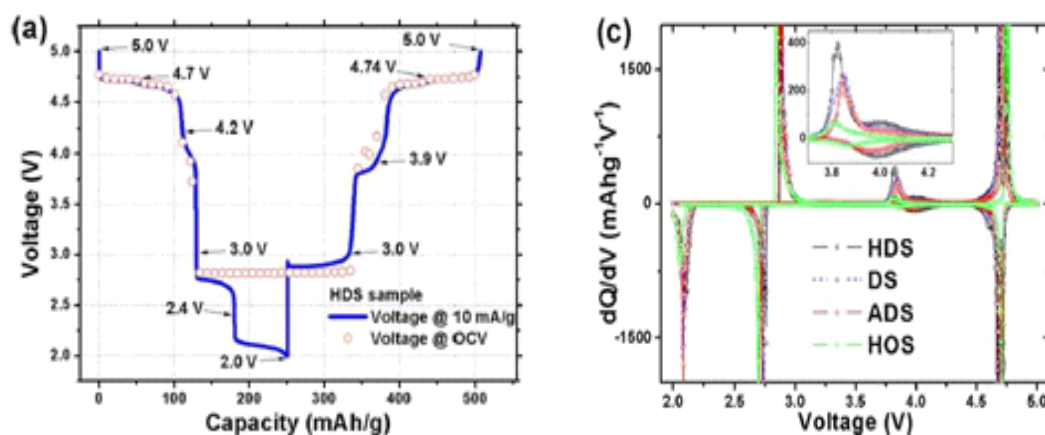 (a)
5.0 V
5.0 V
4.7 V
4.74 V
4.2 V
3.9 V
3.0 V
3.0 V
2.4 V
2.0 V
HDS sample
Voltage @ 10 mA/g
Voltage @ OCV
Voltage (V)
5.0
4.5
4.0
3.5
3.0
2.5
2.0
0 100 200 300 400 500
Capacity (mAh/g)
(c)
dQ/dV (mAhg⁻¹V⁻¹)
1500
0
-1500
400
200
0
3.8 4.0 4.2
HDS
DS
ADS
HOS
2.0 2.5 3.0 3.5 4.0 4.5 5.0
Voltage (V)